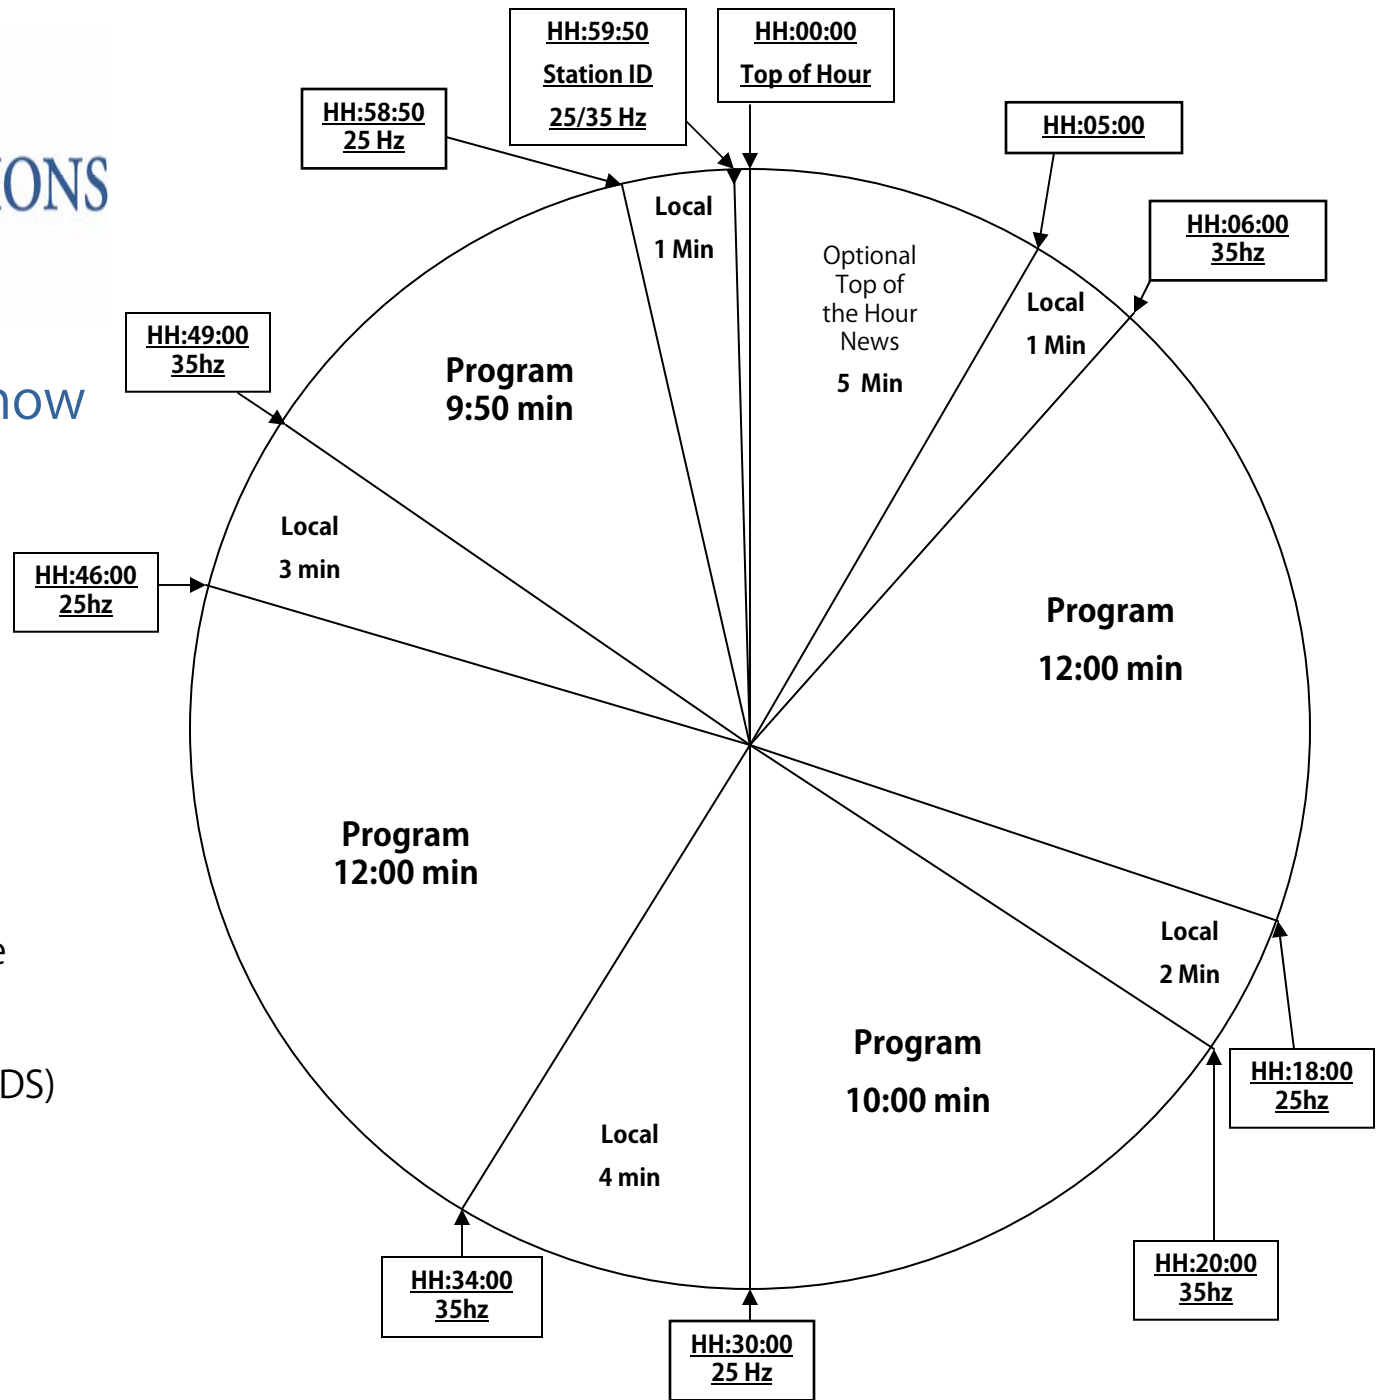 HH:59:50
Station ID
25/35 Hz
HH:00:00
Top of Hour
HH:58:50
25 Hz
HH:05:00
HH:06:00
35hz
HH:49:00
35hz
HH:46:00
25hz
Local
1 Min
Optional
Top of
the Hour
News
5 Min
Local
1 Min
Program
9:50 min
Local
3 min
Program
12:00 min
Program
12:00 min
Local
2 Min
Program
10:00 min
Local
4 min
HH:18:00
25hz
HH:20:00
35hz
HH:34:00
35hz
HH:30:00
25 Hz
DS)